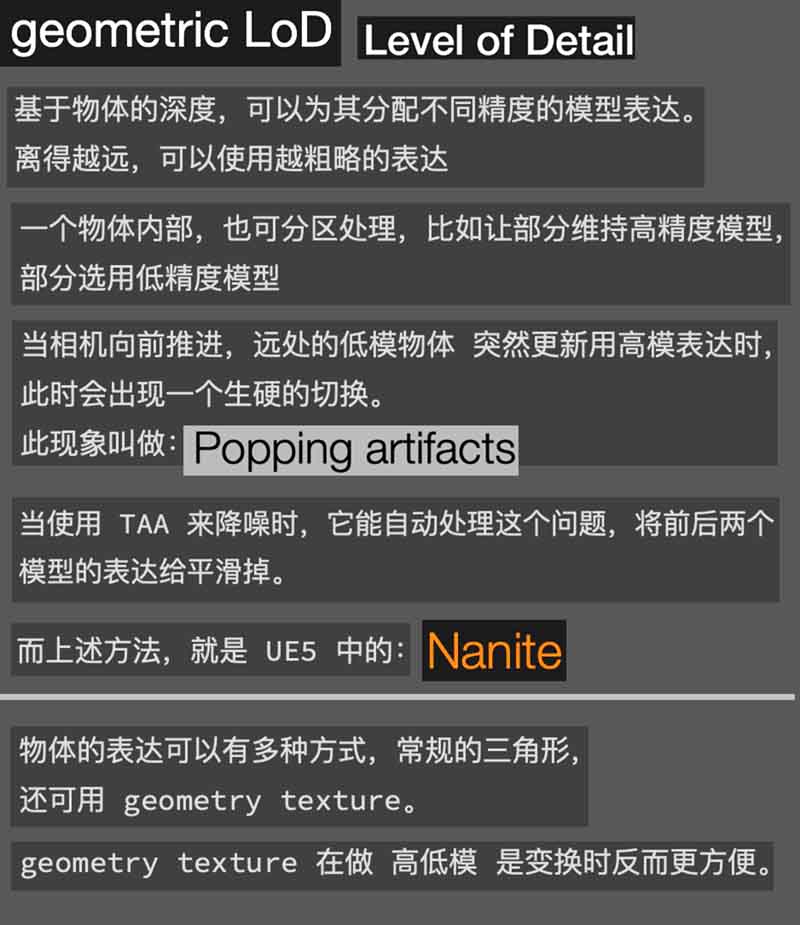 geometric LoD Level of Detail
基于物体的深度，可以为其分配不同精度的模型表达。
离得越远，可以使用越粗略的表达
一个物体内部，也可分区处理，比如让部分维持高精度模型，
部分选用低精度模型
当相机向前推进，远处的低模物体 突然更新用高模表达时，
此时会出现一个生硬的切换。
此现象叫做：Popping artifacts
当使用 TAA 来降噪时，它能自动处理这个问题，将前后两个
模型的表达给平滑掉。
而上述方法，就是 UE5 中的：Nanite
物体的表达可以有多种方式，常规的三角形，
还可用 geometry texture。
geometry texture 在做 高低模 是变换时反而更方便。